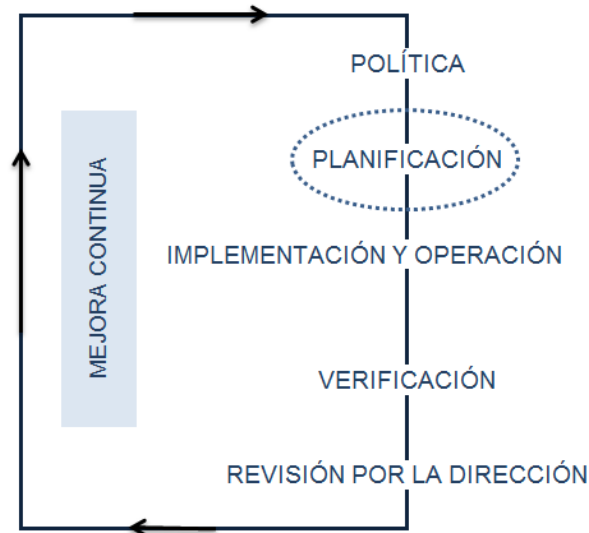 POLÍTICA
PLANIFICACIÓN
IMPLEMENTACIÓN Y OPERACIÓN
VERIFICACIÓN
REVISIÓN POR LA DIRECCIÓN
MEJORA CONTINUA